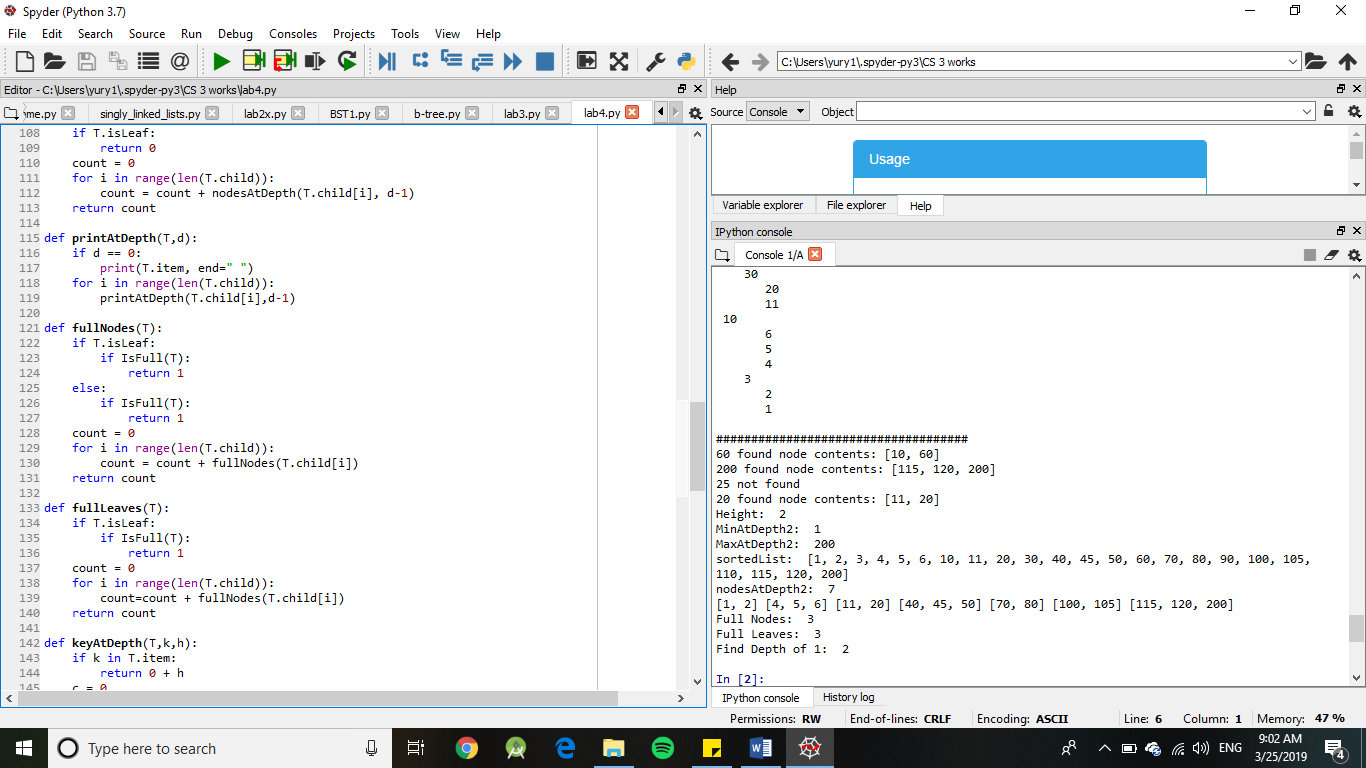 Spyder (Python 3.7)
File Edit Search Source Run Debug Consoles Projects Tools View Help
C:\Users\yury1\.spyder-py3\CS 3 works
Editor - C:\Users\yury1\.spyder-py3\CS 3 works\lab4.py
me.py singly_linked_lists.py lab2x.py BST1.py b-tree.py lab3.py lab4.py
108 if T.isLeaf:
109 return 0
110 count = 0
111 for i in range(len(T.child)):
112 count = count + nodesAtDepth(T.child[i], d-1)
113 return count
114
115 def printAtDepth(T,d):
116 if d == 0:
117 print(T.item, end=" ")
118 for i in range(len(T.child)):
119 printAtDepth(T.child[i],d-1)
120
121 def fullNodes(T):
122 if T.isLeaf:
123 if IsFull(T):
124 return 1
125 else:
126 if IsFull(T):
127 return 1
128 count = 0
129 for i in range(len(T.child)):
130 count = count + fullNodes(T.child[i])
131 return count
132
133 def fullLeaves(T):
134 if T.isLeaf:
135 if IsFull(T):
136 return 1
137 count = 0
138 for i in range(len(T.child)):
139 count=count + fullNodes(T.child[i])
140 return count
141
142 def keyAtDepth(T,k,h):
143 if k in T.item:
144 return 0 + h
145 c = 0
Help
Source Console Object
Usage
Variable explorer File explorer Help
IPython console
Console 1/A
30
20
11
10
6
5
4
3
2
1
####################################
60 found node contents: [10, 60]
200 found node contents: [115, 120, 200]
25 not found
20 found node contents: [11, 20]
Height: 2
MinAtDepth2: 1
MaxAtDepth2: 200
sortedList: [1, 2, 3, 4, 5, 6, 10, 11, 20, 30, 40, 45, 50, 60, 70, 80, 90, 100, 105,
110, 115, 120, 200]
nodesAtDepth2: 7
[1, 2] [4, 5, 6] [11, 20] [40, 45, 50] [70, 80] [100, 105] [115, 120, 200]
Full Nodes: 3
Full Leaves: 3
Find Depth of 1: 2
In [2]:
IPython console History log
Permissions: RW End-of-lines: CRLF Encoding: ASCII Line: 6 Column: 1 Memory: 47 %
Type here to search
ENG
9:02 AM
3/25/2019
4